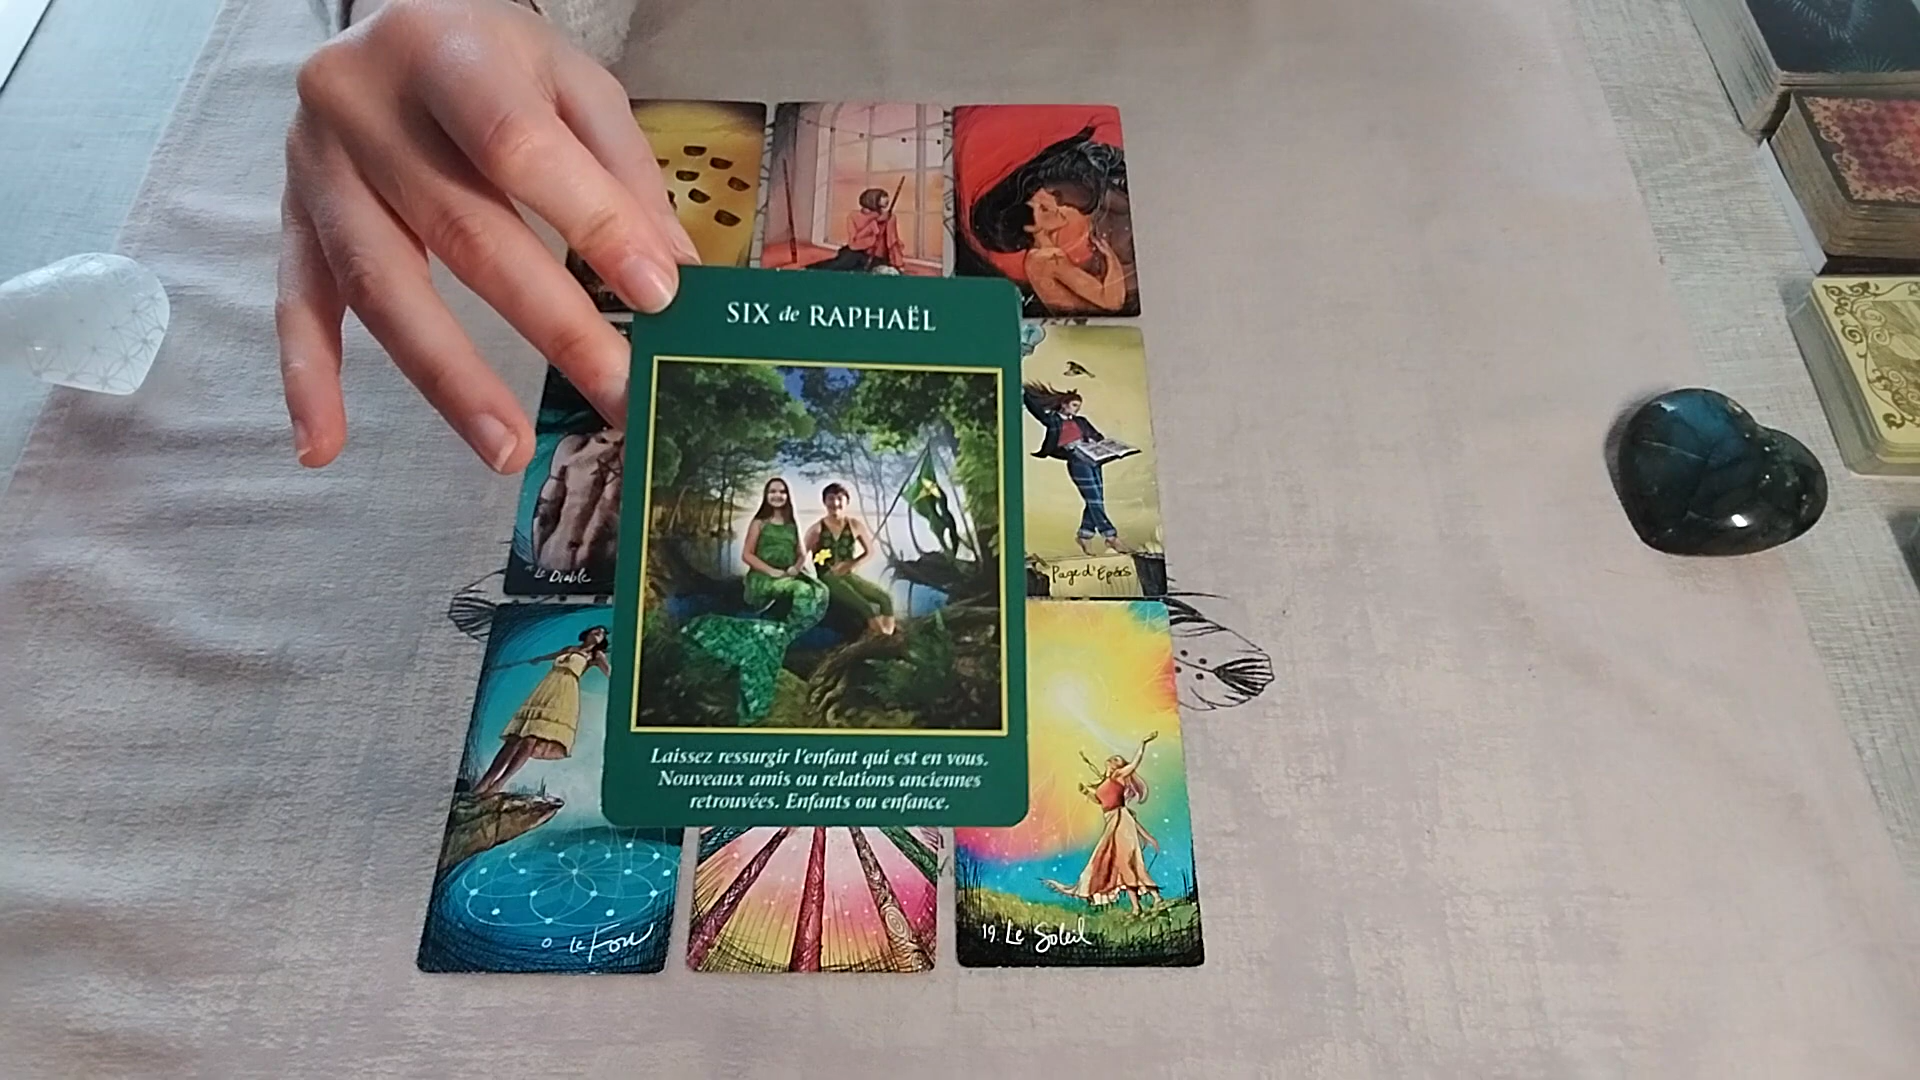 SIX de RAPHAËL
Laissez ressurgir l'enfant qui est en vous.
Nouveaux amis ou relations anciennes
retrouvées. Enfants ou enfance.
Le Diable
Page d'Épées
0 Le Fou
19. Le Soleil